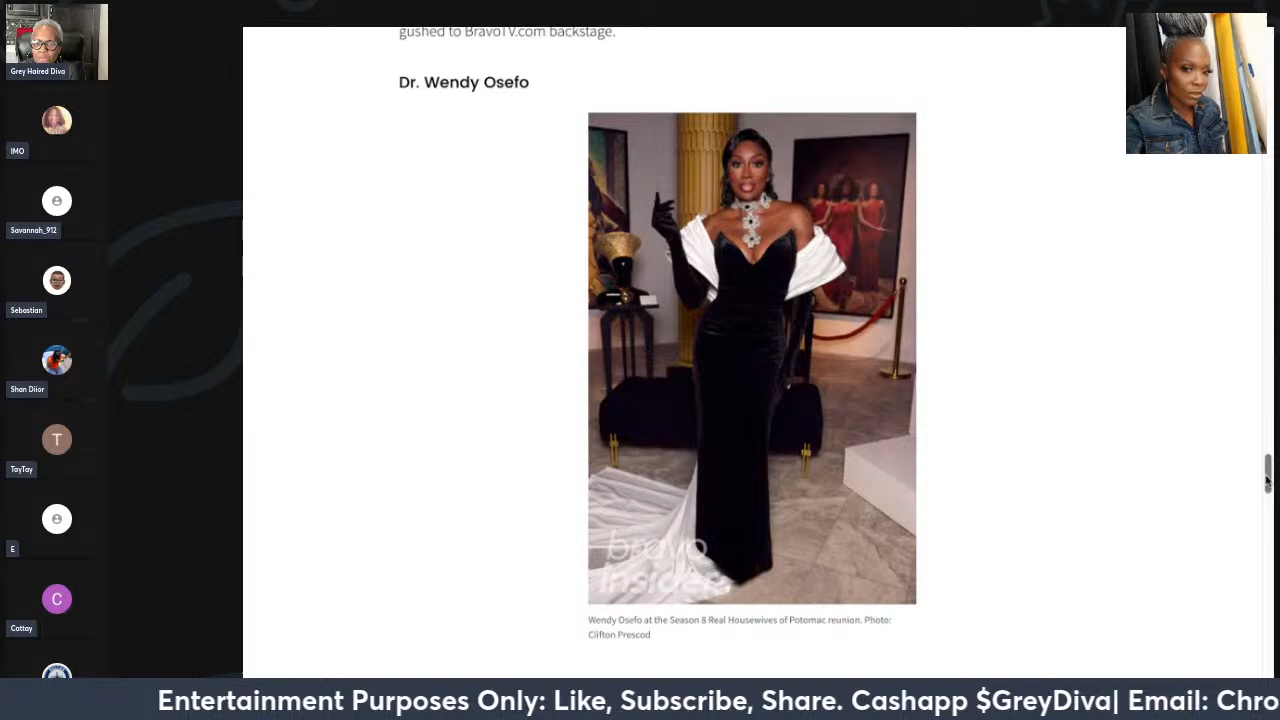 gushed to BravoTV.com backstage.
Grey Haired Diva
Dr. Wendy Osefo
IMO
Savannah_912
Sebastian
Shan Diior
T
TayTay
E
C
Cattay
bravo
insider
Wendy Osefo at the Season 8 Real Housewives of Potomac reunion. Photo:
Clifton Prescod
Entertainment Purposes Only: Like, Subscribe, Share. Cashapp $GreyDiva| Email: Chro